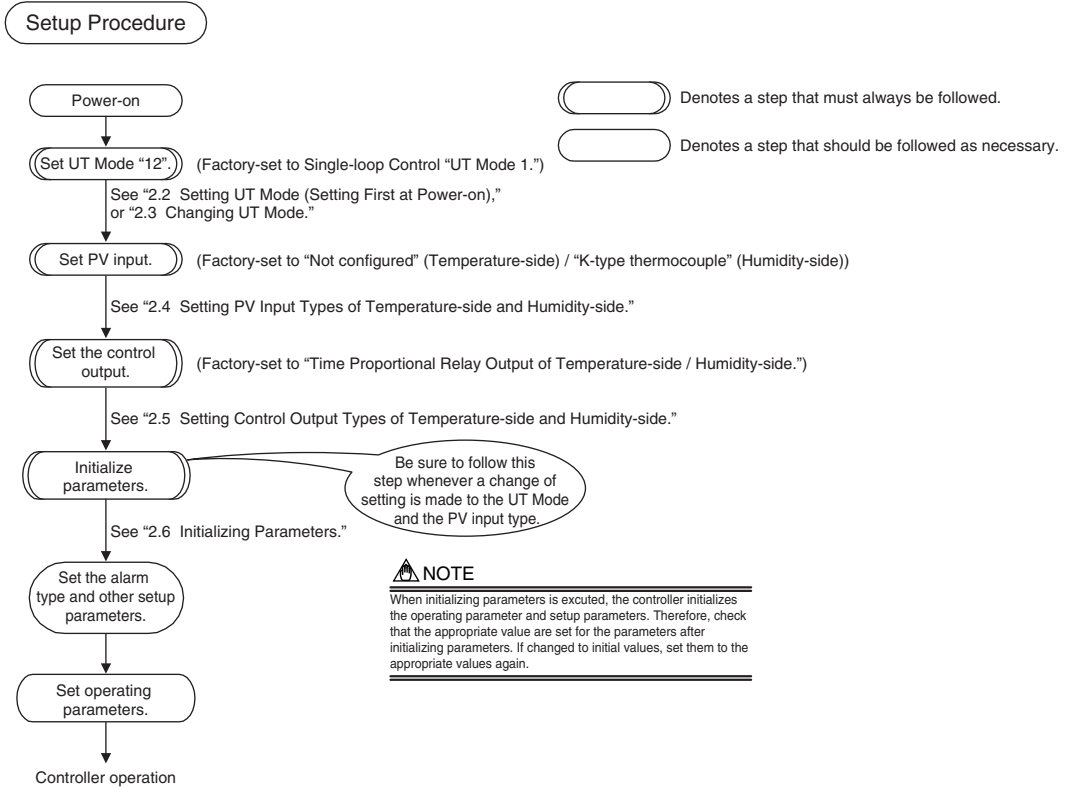 Setup Procedure
Power-on
Denotes a step that must always be followed.
Denotes a step that should be followed as necessary.
Set UT Mode “12”.
(Factory-set to Single-loop Control “UT Mode 1.”)
See “2.2 Setting UT Mode (Setting First at Power-on),”
or “2.3 Changing UT Mode.”
Set PV input.
(Factory-set to “Not configured” (Temperature-side) / “K-type thermocouple” (Humidity-side))
See “2.4 Setting PV Input Types of Temperature-side and Humidity-side.”
Set the control
output.
(Factory-set to “Time Proportional Relay Output of Temperature-side / Humidity-side.”)
See “2.5 Setting Control Output Types of Temperature-side and Humidity-side.”
Initialize
parameters.
Be sure to follow this
step whenever a change of
setting is made to the UT Mode
and the PV input type.
See “2.6 Initializing Parameters.”
Set the alarm
type and other setup
parameters.
NOTE
When initializing parameters is excuted, the controller initializes
the operating parameter and setup parameters. Therefore, check
that the appropriate value are set for the parameters after
initializing parameters. If changed to initial values, set them to the
appropriate values again.
Set operating
parameters.
Controller operation